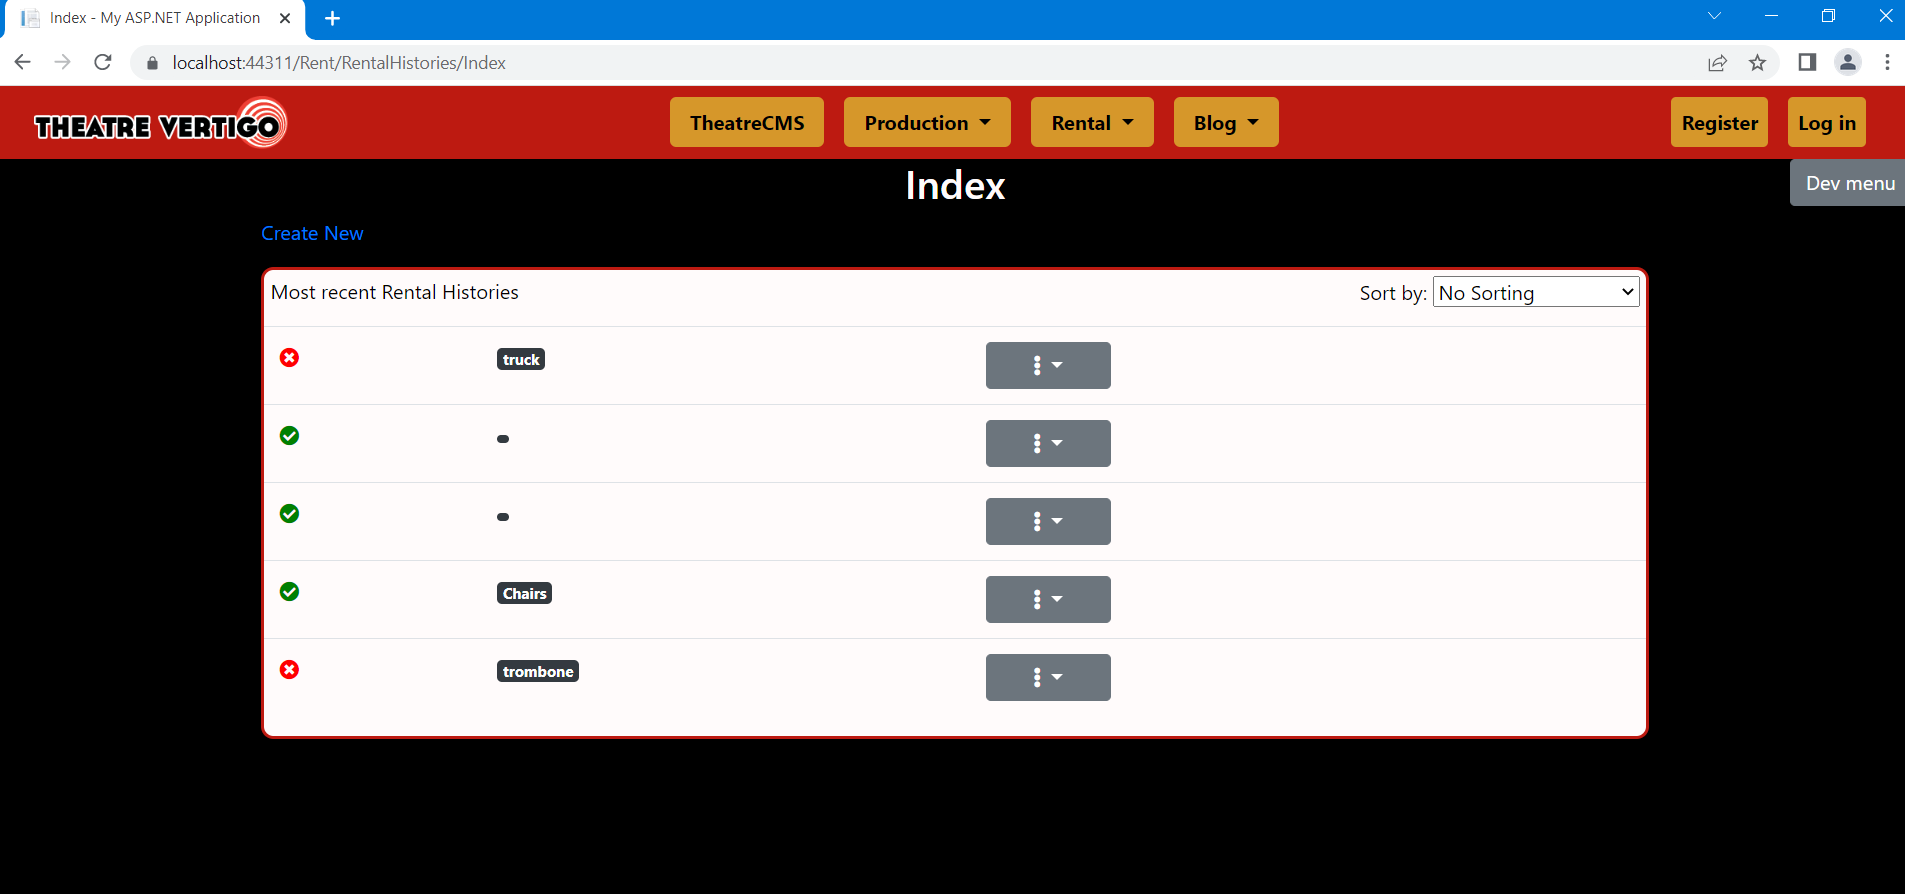 Index - My ASP.NET Application
localhost:44311/Rent/RentalHistories/Index
THEATRE VERTIGO
TheatreCMS
Production
Rental
Blog
Register
Log in
Index
Dev menu
Create New
Most recent Rental Histories
Sort by: No Sorting
truck
Chairs
trombone